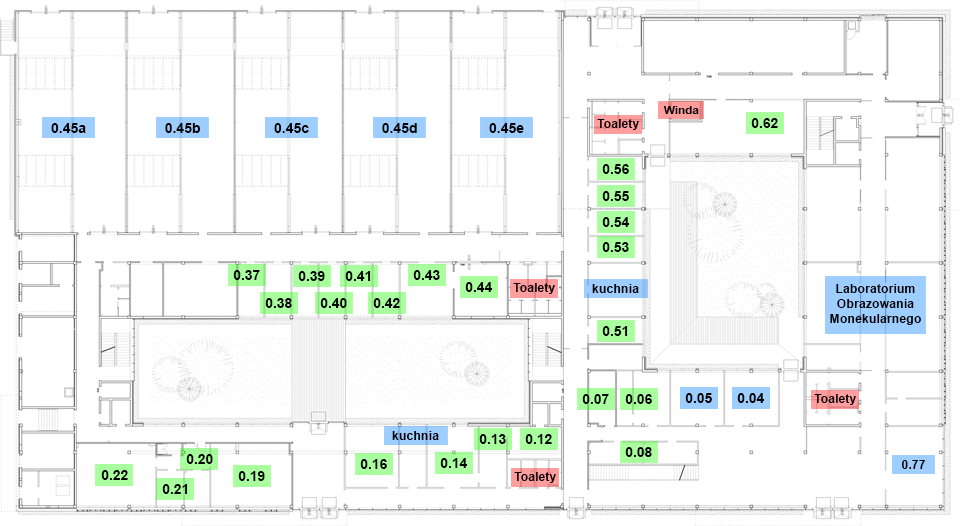 Winda
Toalety
0.62
0.45a
0.45b
0.45c
0.45d
0.45e
0.56
0.55
0.54
0.53
0.37
0.39
0.41
0.43
0.44
Toalety
kuchnia
Laboratorium
Obrazowania
Monekularnego
0.38
0.40
0.42
0.51
0.07
0.06
0.05
0.04
Toalety
kuchnia
0.13
0.12
0.08
0.22
0.20
0.19
0.21
0.16
0.14
Toalety
0.77